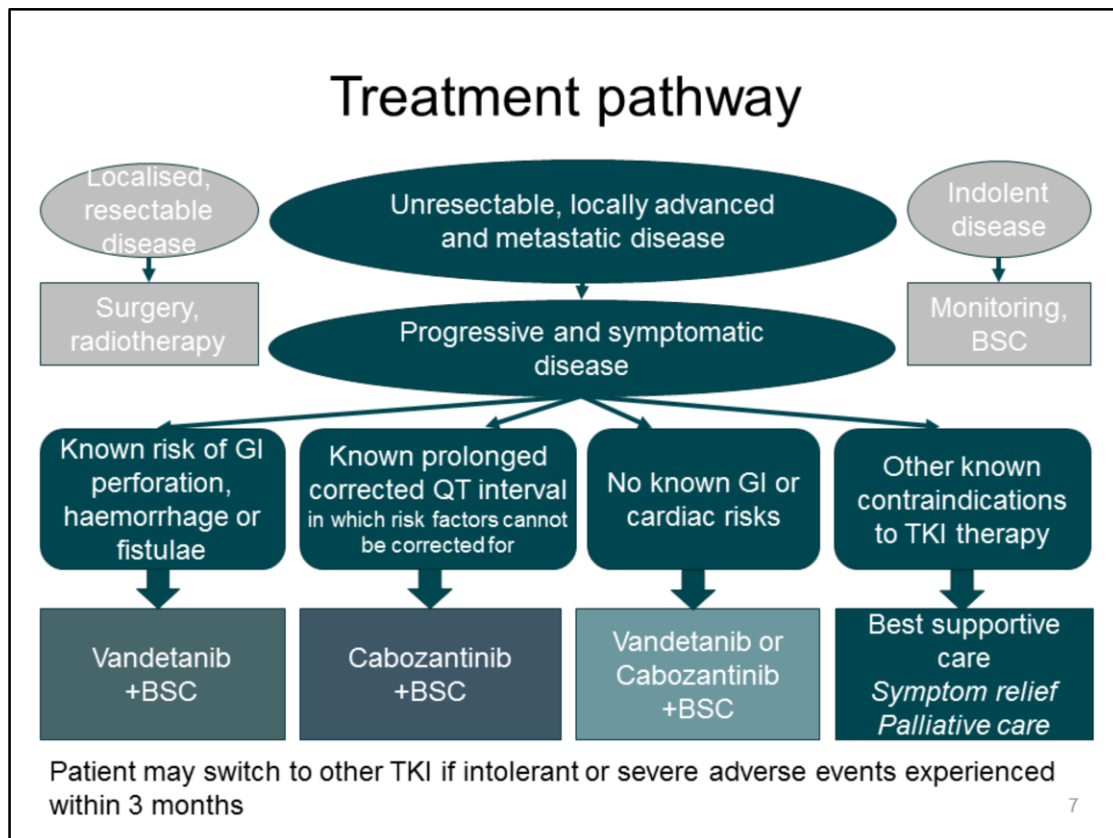 Treatment pathway
Localised,
resectable
disease
Unresectable, locally advanced
and metastatic disease
Indolent
disease
Surgery,
radiotherapy
Progressive and symptomatic
disease
Monitoring,
BSC
Known risk of GI
perforation,
haemorrhage or
fistulae
Known prolonged
corrected QT interval
in which risk factors cannot
be corrected for
No known GI or
cardiac risks
Other known
contraindications
to TKI therapy
Vandetanib
+BSC
Cabozantinib
+BSC
Vandetanib or
Cabozantinib
+BSC
Best supportive
care
Symptom relief
Palliative care
Patient may switch to other TKI if intolerant or severe adverse events experienced
within 3 months
7